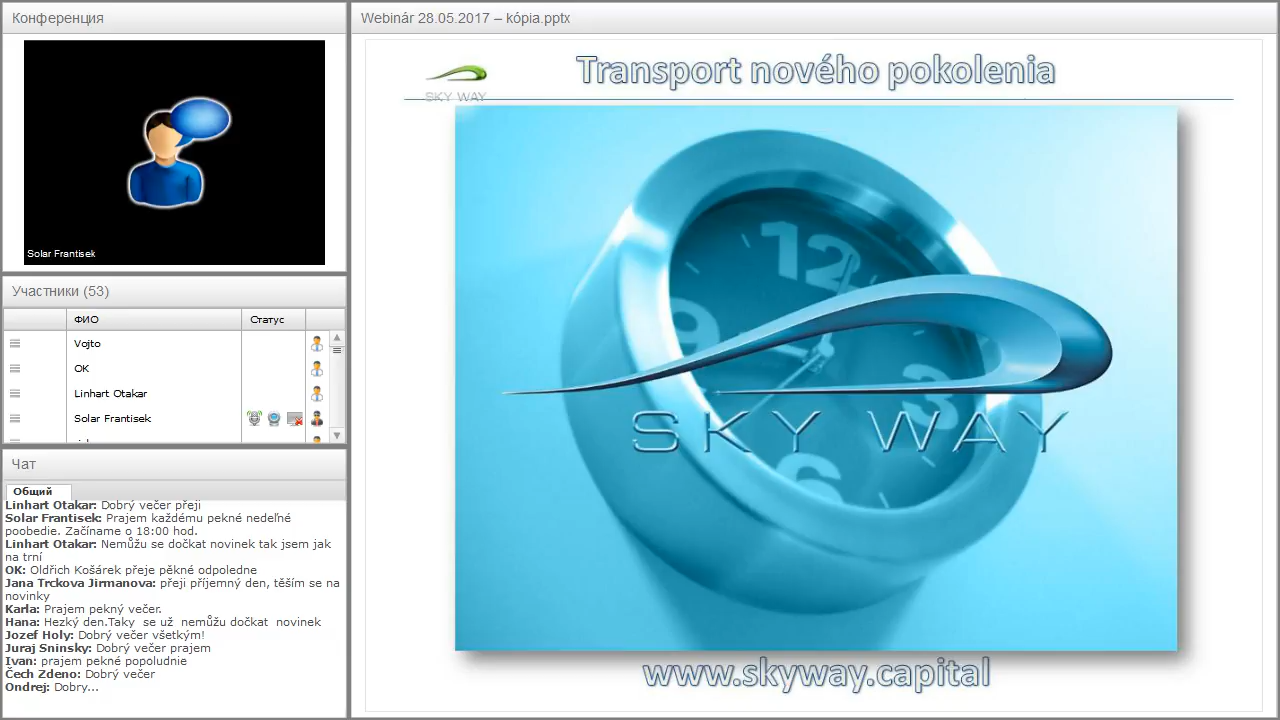 Конференция
Solar Frantisek
Участники (53)
ФИО
Статус
Vojto
OK
Linhart Otakar
Solar Frantisek
Чат
Общий
Linhart Otakar: Dobrý večer přeji
Solar Frantisek: Prajem každému pekné nedeľné
poobedie. Začíname o 18:00 hod.
Linhart Otakar: Nemůžu se dočkat novinek tak jsem jak
na trní
OK: Oldřich Košárek přeje pěkné odpoledne
Jana Trckova Jirmanova: přeji příjemný den, těším se na
novinky
Karla: Prajem pekný večer.
Hana: Hezký den.Taky  se už  nemůžu dočkat  novinek
Jozef Holy: Dobrý večer všetkým!
Juraj Sninsky: Dobrý večer prajem
Ivan: prajem pekné popoludnie
Čech Zdeno: Dobrý večer
Ondrej: Dobry...
Webinár 28.05.2017 – kópia.pptx
SKY WAY
Transport nového pokolenia
12
9
3
6
SKY WAY
www.skyway.capital